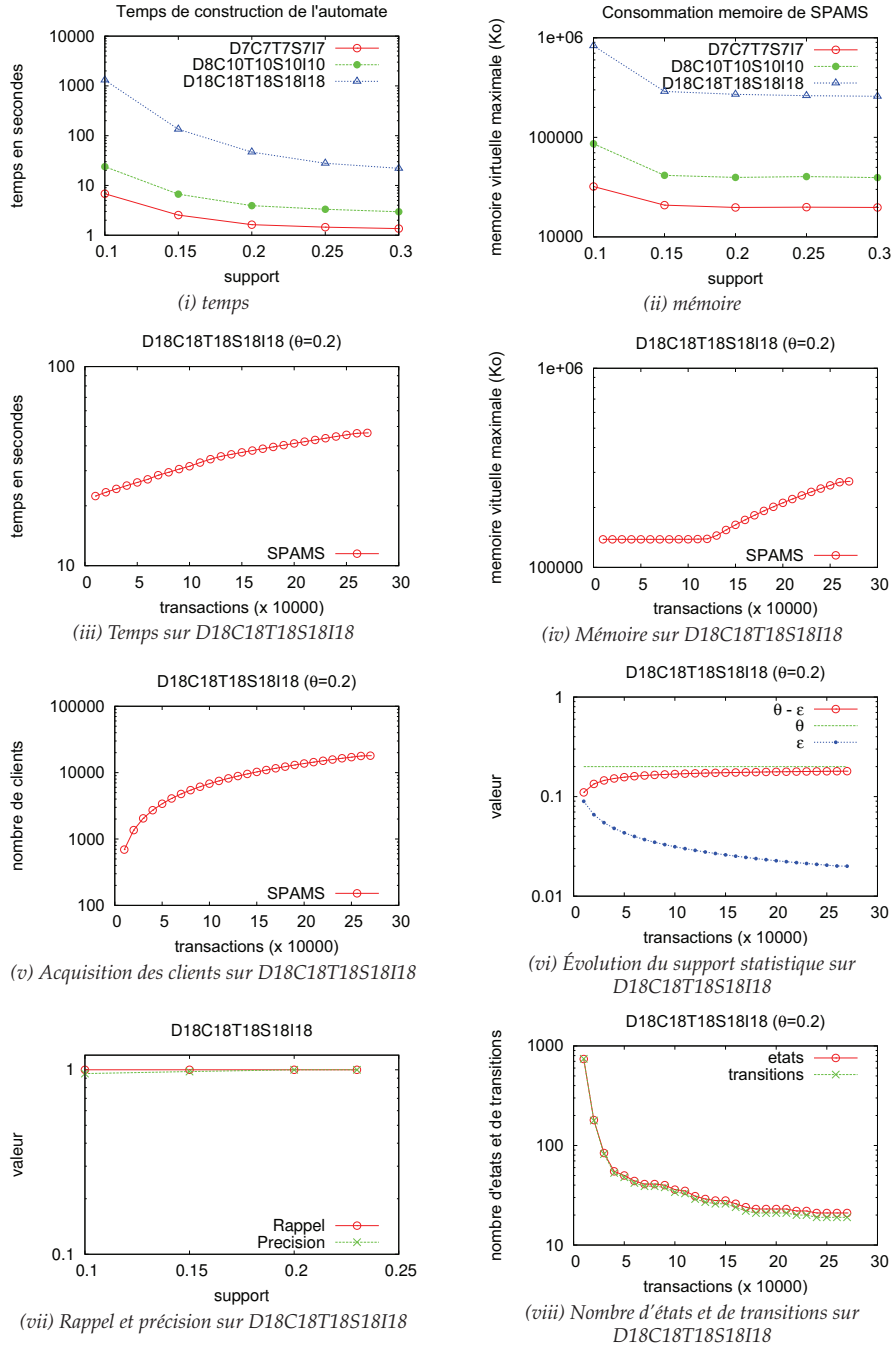 Temps de construction de l'automate
temps en secondes
10000
1000
100
10
1
D7C7T7S7I7
D8C10T10S10I10
D18C18T18S18I18
0.1 0.15 0.2 0.25 0.3
support
(i) temps
Consommation memoire de SPAMS
memoire virtuelle maximale (Ko)
1e+06
100000
10000
D7C7T7S7I7
D8C10T10S10I10
D18C18T18S18I18
0.1 0.15 0.2 0.25 0.3
support
(ii) mémoire
D18C18T18S18I18 (θ=0.2)
temps en secondes
100
10
SPAMS
0 5 10 15 20 25 30
transactions (x 10000)
(iii) Temps sur D18C18T18S18I18
D18C18T18S18I18 (θ=0.2)
memoire vituelle maximale (Ko)
1e+06
100000
SPAMS
0 5 10 15 20 25 30
transactions (x 10000)
(iv) Mémoire sur D18C18T18S18I18
D18C18T18S18I18 (θ=0.2)
nombre de clients
100000
10000
1000
100
SPAMS
0 5 10 15 20 25 30
transactions (x 10000)
(v) Acquisition des clients sur D18C18T18S18I18
D18C18T18S18I18 (θ=0.2)
valeur
1
0.1
0.01
θ - ε
θ
ε
0 5 10 15 20 25 30
transactions (x 10000)
(vi) Évolution du support statistique sur
D18C18T18S18I18
D18C18T18S18I18
valeur
1
0.1
Rappel
Precision
0.1 0.15 0.2 0.25
support
(vii) Rappel et précision sur D18C18T18S18I18
D18C18T18S18I18 (θ=0.2)
nombre d'etats et de transitions
1000
100
10
etats
transitions
0 5 10 15 20 25 30
transactions (x 10000)
(viii) Nombre d'états et de transitions sur
D18C18T18S18I18